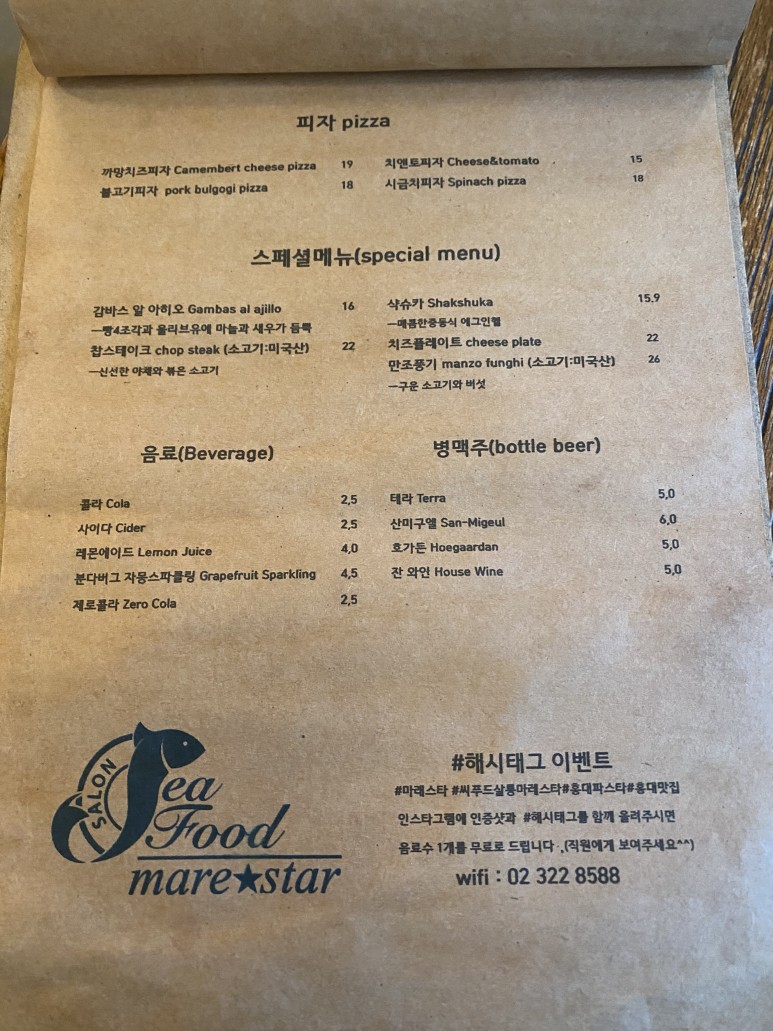 피자 pizza
까망치즈피자 Camembert cheese pizza 19
불고기피자 pork bulgogi pizza 18
치앤토피자 Cheese&tomato 15
시금치피자 Spinach pizza 18
스페셜메뉴(special menu)
감바스 알 아히오 Gambas al ajillo 16
—빵4조각과 올리브유에 마늘과 새우가 듬뿍
찹스테이크 chop steak (소고기:미국산) 22
—신선한 야채와 볶은 소고기
샥슈카 Shakshuka 15,9
—매콤한중동식 에그인헬
치즈플레이트 cheese plate 22
만조풍기 manzo funghi (소고기:미국산) 26
—구운 소고기와 버섯
음료(Beverage)
콜라 Cola 2,5
사이다 Cider 2,5
레몬에이드 Lemon Juice 4,0
분다버그 자몽스파클링 Grapefruit Sparkling 4,5
제로콜라 Zero Cola 2,5
병맥주(bottle beer)
테라 Terra 5,0
산미구엘 San-Migeul 6,0
호가든 Hoegaardan 5,0
잔 와인 House Wine 5,0
SALON
Sea
Food
mare★star
#해시태그 이벤트
#마레스타 #씨푸드살롱마레스타#홍대파스타#홍대맛집
인스타그램에 인증샷과 #해시태그를 함께 올려주시면
음료수 1개를 무료로 드립니다 .(직원에게 보여주세요^^)
wifi : 02 322 8588